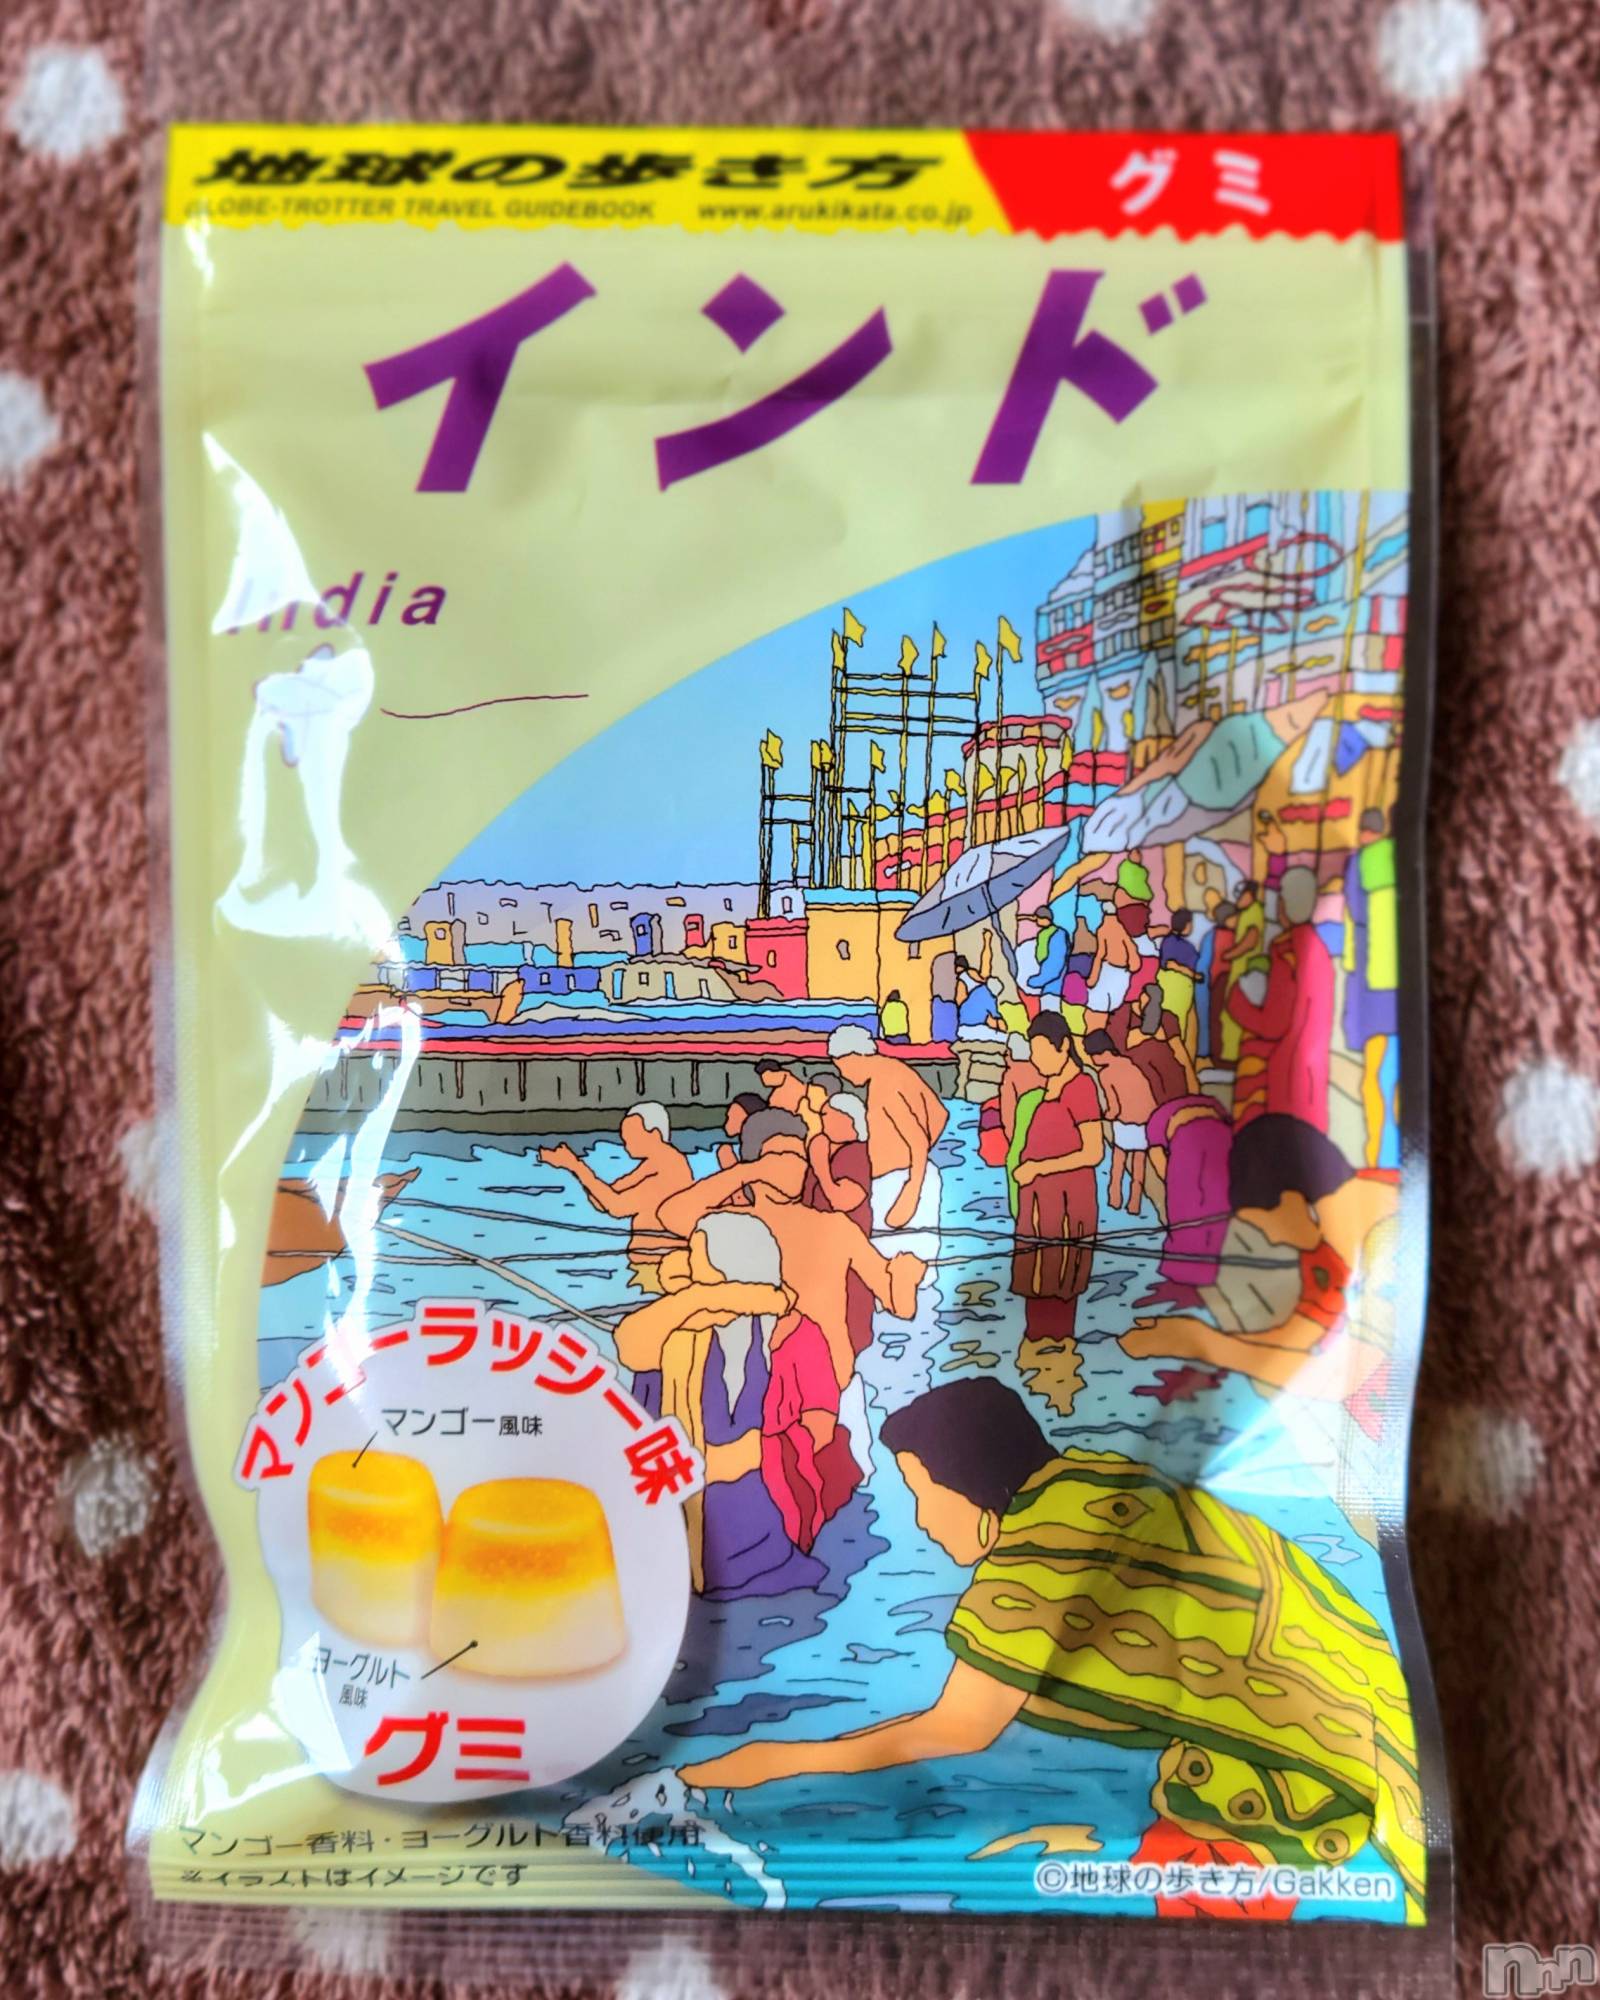 地球の歩き方
グミ
GLOBE-TROTTER TRAVEL GUIDEBOOK www.arukikata.co.jp
インド
India
マンゴーラッシー味
マンゴー風味
ヨーグルト
風味
グミ
マンゴー香料・ヨーグルト香料使用
※イラストはイメージです
©地球の歩き方/Gakken
nnn